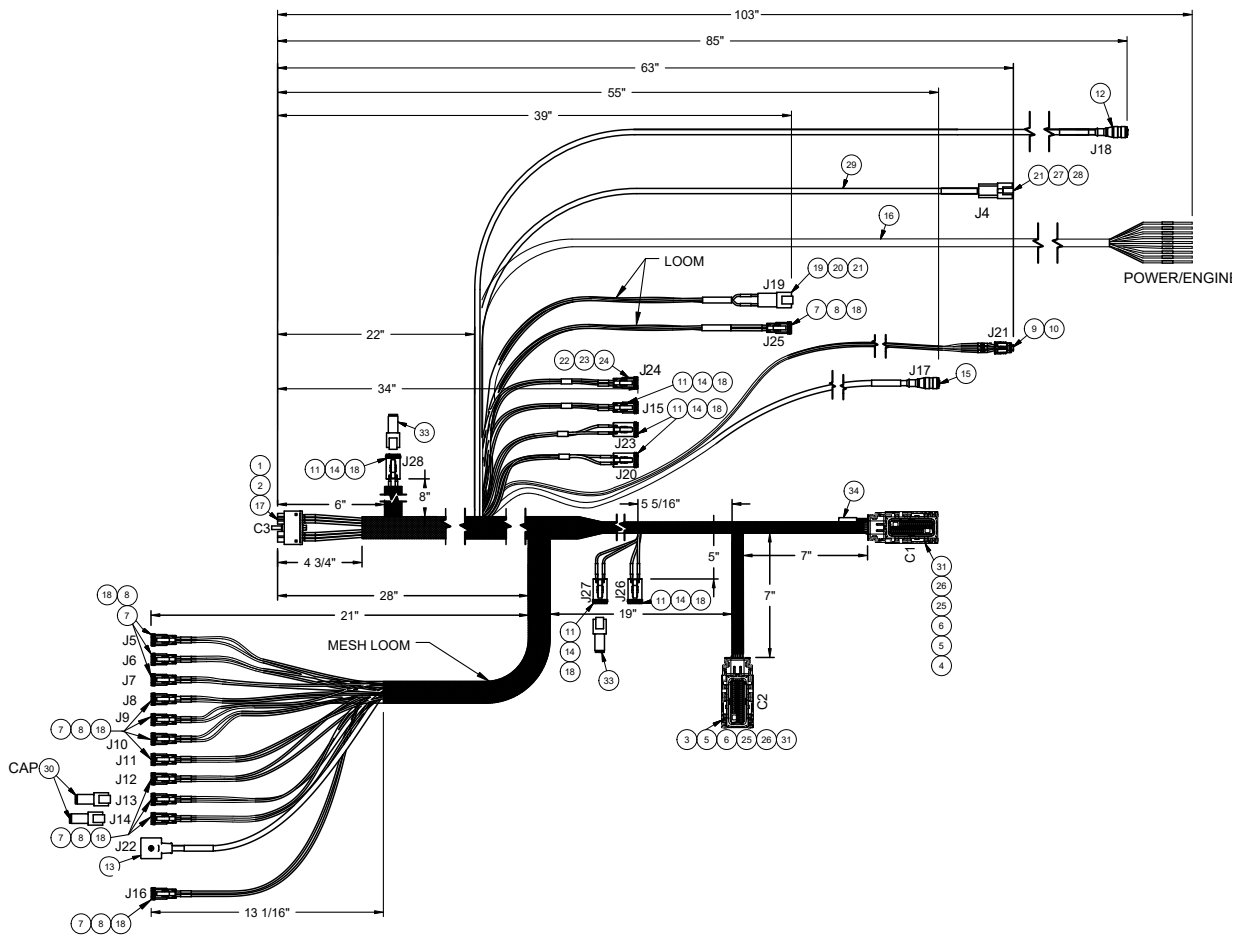 103"
85"
63"
55"
39"
12
J18
29
21 27 28
J4
16
POWER/ENGINE
LOOM
J19
19 20 21
7 8 18
J25
22"
J21
9 10
22 23 24
J24
J17
15
34"
11 14 18
J15
11 14 18
J23
J20
33
11 14 18
J28
1
2
17
C3
6"
8"
5 5/16"
34
4 3/4"
7"
C1
5"
31
26
25
6
5
4
J27
J26
11 14 18
7"
28"
19"
11
14
18
33
18 8
7
21"
MESH LOOM
J5
J6
J7
J8
J9
7 8 18
J10
C2
3 5 6 25 26 31
J11
J12
CAP 30
J13
J14
7 8 18
J22
13
J16
7 8 18
13 1/16"